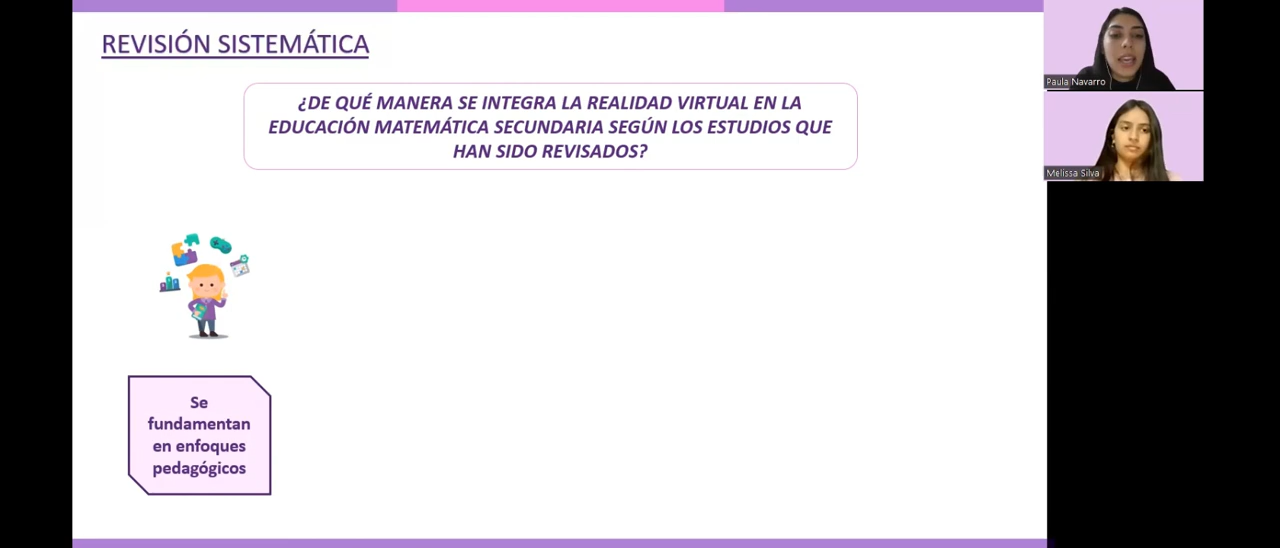 REVISIÓN SISTEMÁTICA
¿DE QUÉ MANERA SE INTEGRA LA REALIDAD VIRTUAL EN LA
EDUCACIÓN MATEMÁTICA SECUNDARIA SEGÚN LOS ESTUDIOS QUE
HAN SIDO REVISADOS?
Se
fundamentan
en enfoques
pedagógicos
Paula Navarro
Melissa Silva